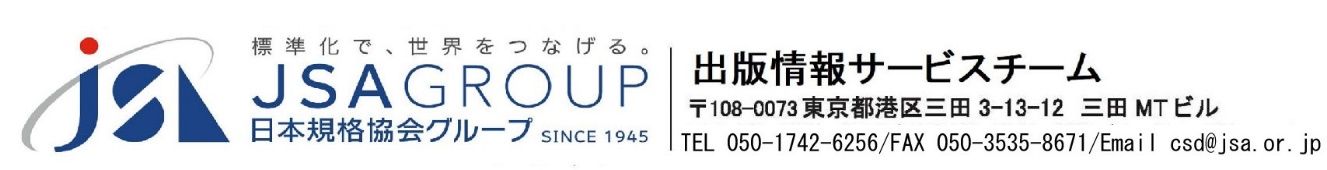 JSA
標準化で、世界をつなげる。
JSAGROUP
日本規格協会グループ SINCE 1945
出版情報サービスチーム
〒108-0073 東京都港区三田 3-13-12 三田 MT ビル
TEL 050-1742-6256/FAX 050-3535-8671/Email csd@jsa.or.jp